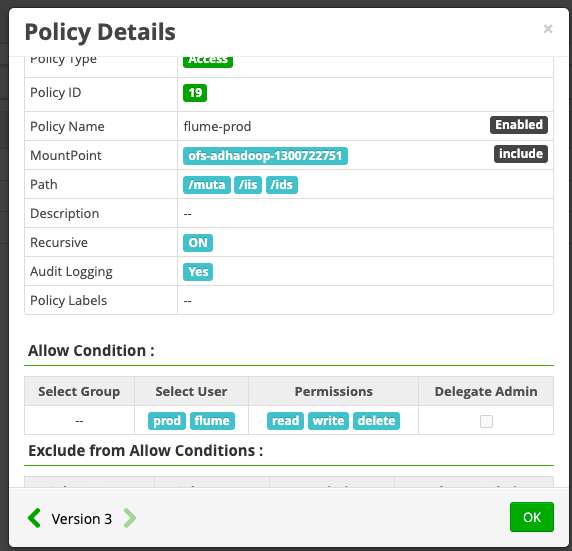 Policy Details ×
Policy Type Access
Policy ID 19
Policy Name flume-prod Enabled
MountPoint ofs-adhadoop-1300722751 include
Path /muta /iis /ids
Description --
Recursive ON
Audit Logging Yes
Policy Labels --
Allow Condition :
Select Group Select User Permissions Delegate Admin
-- prod flume read write delete
Exclude from Allow Conditions :
Version 3
OK